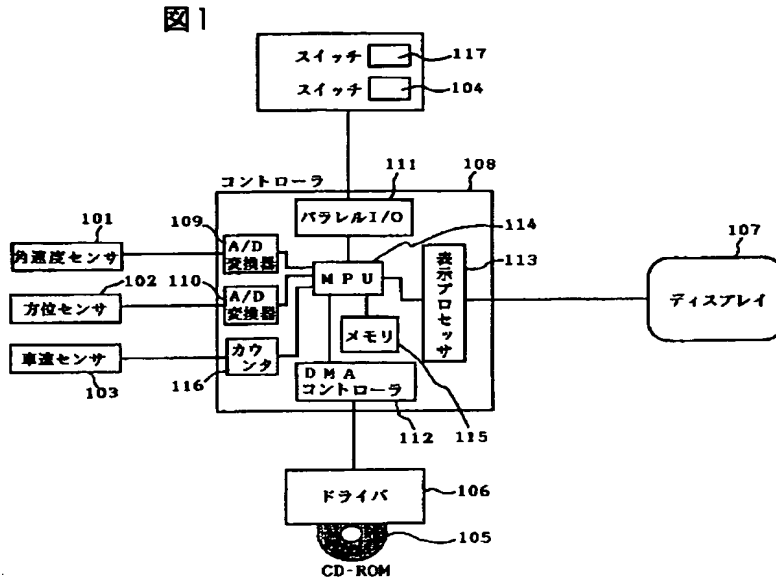 図1
スイッチ
117
スイッチ
104
コントローラ
111
108
パラレルI/O
114
101
109
A/D
変換器
角速度センサ
MPU
表示プロセッサ
113
107
ディスプレイ
102
110
A/D
変換器
方位センサ
メモリ
車速センサ
カウ
ンタ
103
116
DMA
コントローラ
112
115
ドライバ
106
105
CD-ROM